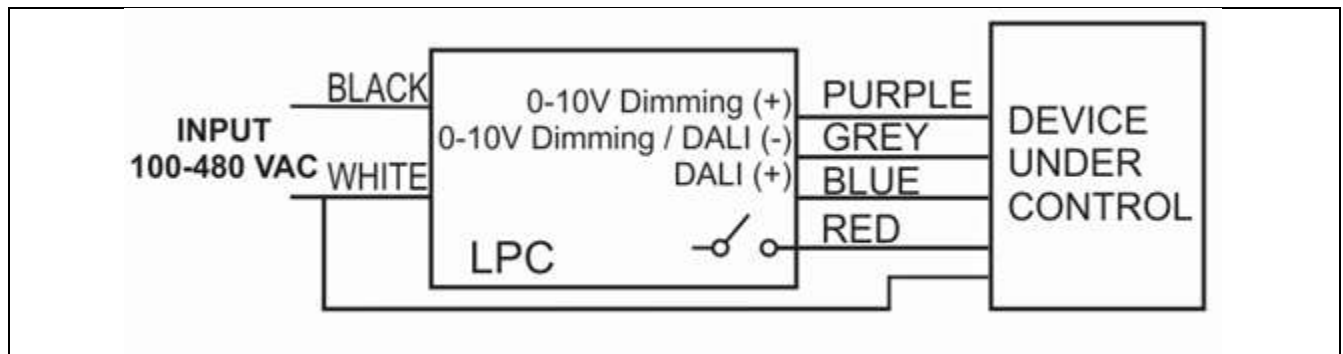 BLACK
INPUT
100-480 VAC
WHITE
0-10V Dimming (+)
0-10V Dimming / DALI (-)
DALI (+)
LPC
PURPLE
GREY
BLUE
RED
DEVICE
UNDER
CONTROL